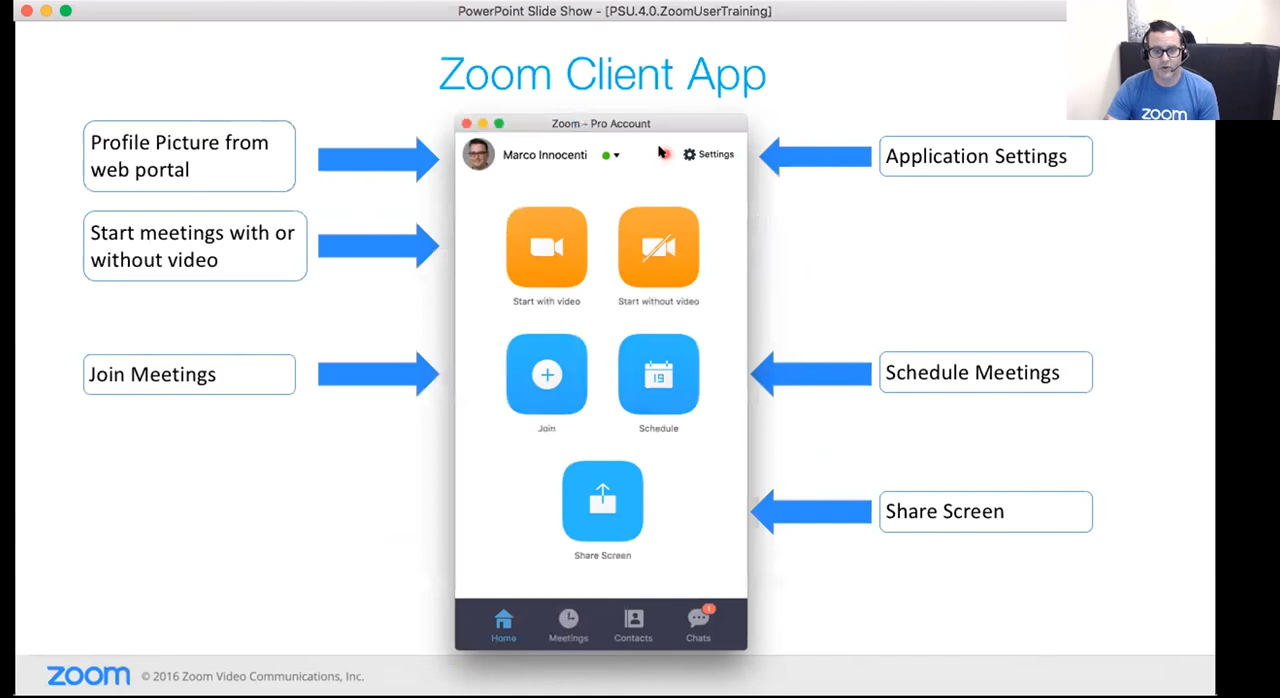 PowerPoint Slide Show - [PSU.4.0.ZoomUserTraining]
zoom
Zoom Client App
Profile Picture from
web portal
Start meetings with or
without video
Join Meetings
Zoom - Pro Account
Marco Innocenti
Settings
Start with video
Start without video
19
Join
Schedule
Share Screen
Home
Meetings
Contacts
1
Chats
Application Settings
Schedule Meetings
Share Screen
zoom
© 2016 Zoom Video Communications, Inc.